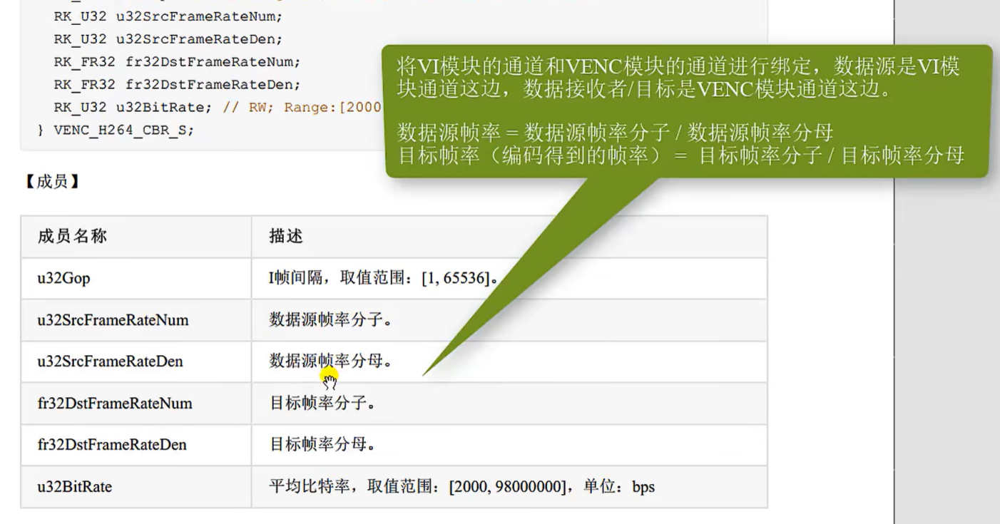 RK_U32 u32SrcFrameRateNum;
RK_U32 u32SrcFrameRateDen;
RK_FR32 fr32DstFrameRateNum;
RK_FR32 fr32DstFrameRateDen;
RK_U32 u32BitRate; // RW; Range:[2000
} VENC_H264_CBR_S;
将VI模块的通道和VENC模块的通道进行绑定，数据源是VI模
块通道这边，数据接收者/目标是VENC模块通道这边。
数据源帧率 = 数据源帧率分子 / 数据源帧率分母
目标帧率（编码得到的帧率） = 目标帧率分子 / 目标帧率分母
【成员】
成员名称 描述
u32Gop I帧间隔，取值范围：[1, 65536]。
u32SrcFrameRateNum 数据源帧率分子。
u32SrcFrameRateDen 数据源帧率分母。
fr32DstFrameRateNum 目标帧率分子。
fr32DstFrameRateDen 目标帧率分母。
u32BitRate 平均比特率，取值范围：[2000, 98000000]，单位：bps